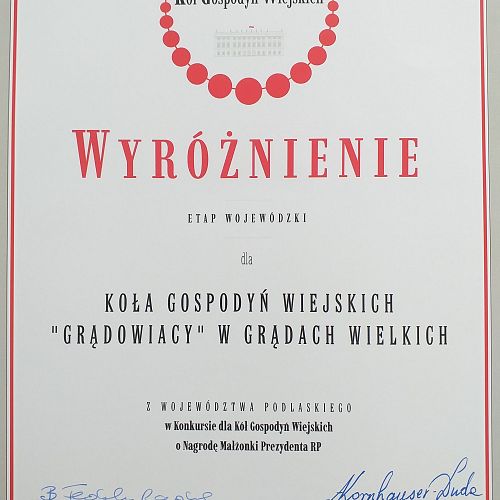 Kół Gospodyń Wiejskich
WYRÓŻNIENIE
ETAP WOJEWÓDZKI
dla
KOŁA GOSPODYŃ WIEJSKICH
"GRĄDOWIACY" W GRĄDACH WIELKICH
Z WOJEWÓDZTWA PODLASKIEGO
w Konkursie dla Kół Gospodyń Wiejskich
o Nagrodę Małżonki Prezydenta RP
Kornhauser-Duda